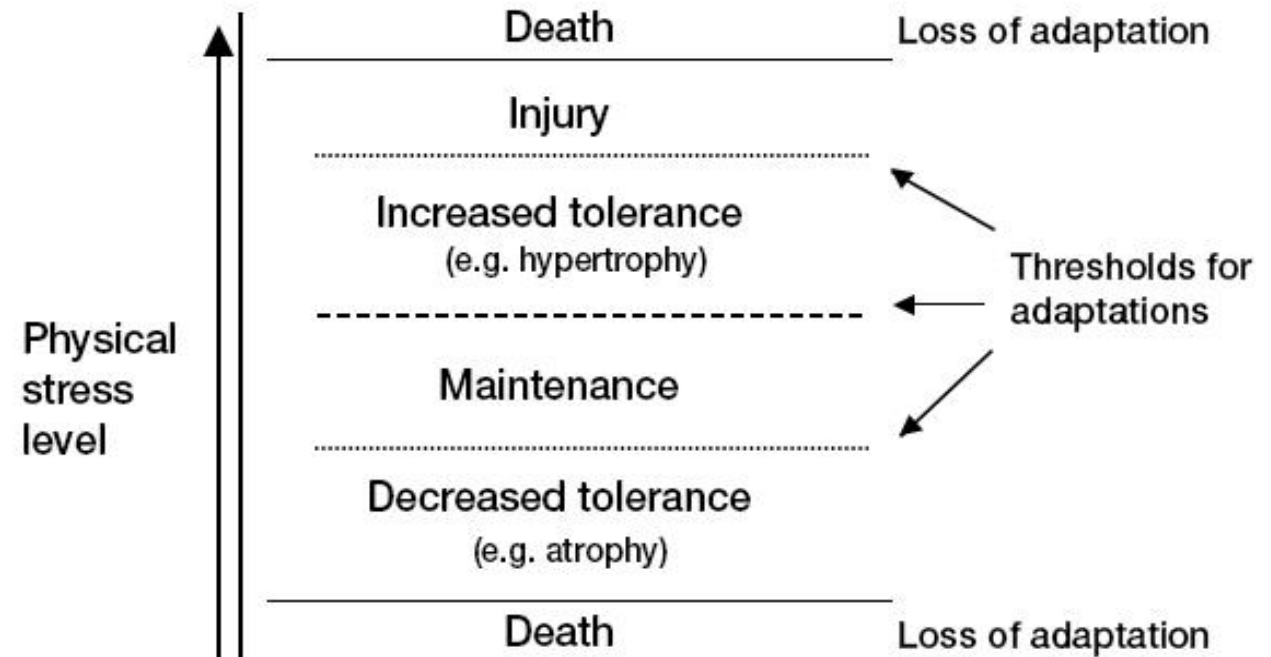 Death
Loss of adaptation
Injury
Increased tolerance
(e.g. hypertrophy)
Thresholds for
adaptations
Physical
stress
level
Maintenance
Decreased tolerance
(e.g. atrophy)
Death
Loss of adaptation